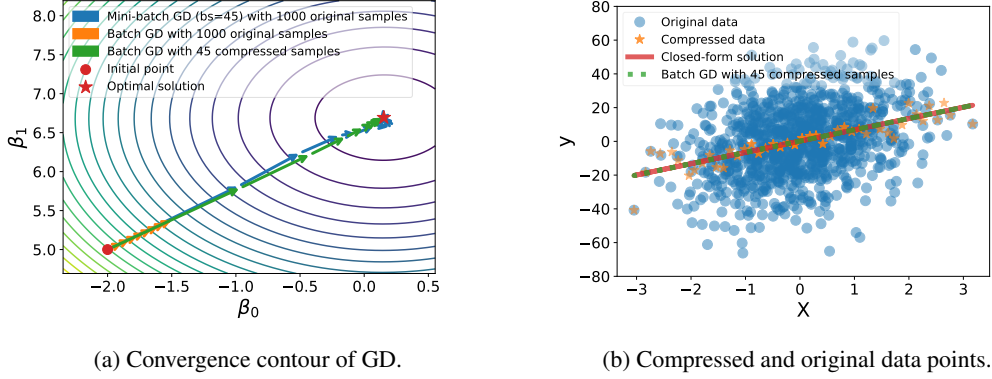 Mini-batch GD (bs=45) with 1000 original samples
Batch GD with 1000 original samples
Batch GD with 45 compressed samples
Initial point
Optimal solution
8.0
7.5
7.0
6.5
6.0
5.5
5.0
β₁
−2.0 −1.5 −1.0 −0.5 0.0 0.5
β₀
(a) Convergence contour of GD.
Original data
Compressed data
Closed-form solution
Batch GD with 45 compressed samples
80
60
40
20
0
−20
−40
−60
−80
y
−3 −2 −1 0 1 2 3
X
(b) Compressed and original data points.